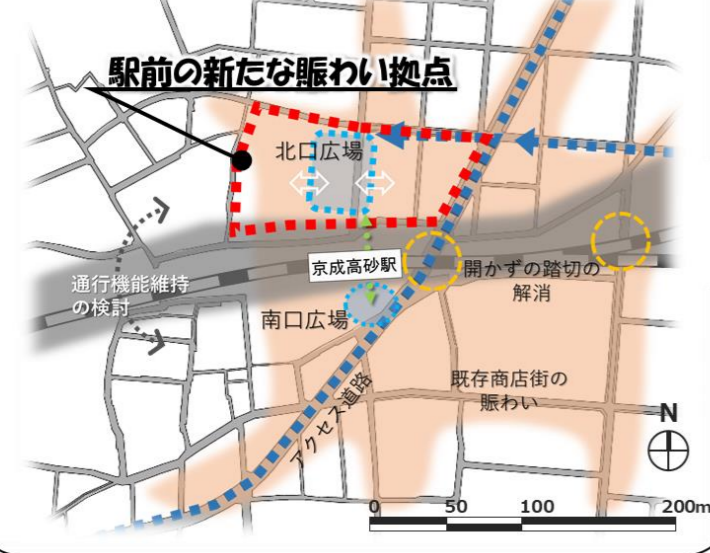 駅前の新たな賑わい拠点
北口広場
京成高砂駅
開かずの踏切の
解消
通行機能維持
の検討
南口広場
既存商店街の
賑わい
アクセス道路
N
0 50 100 200m